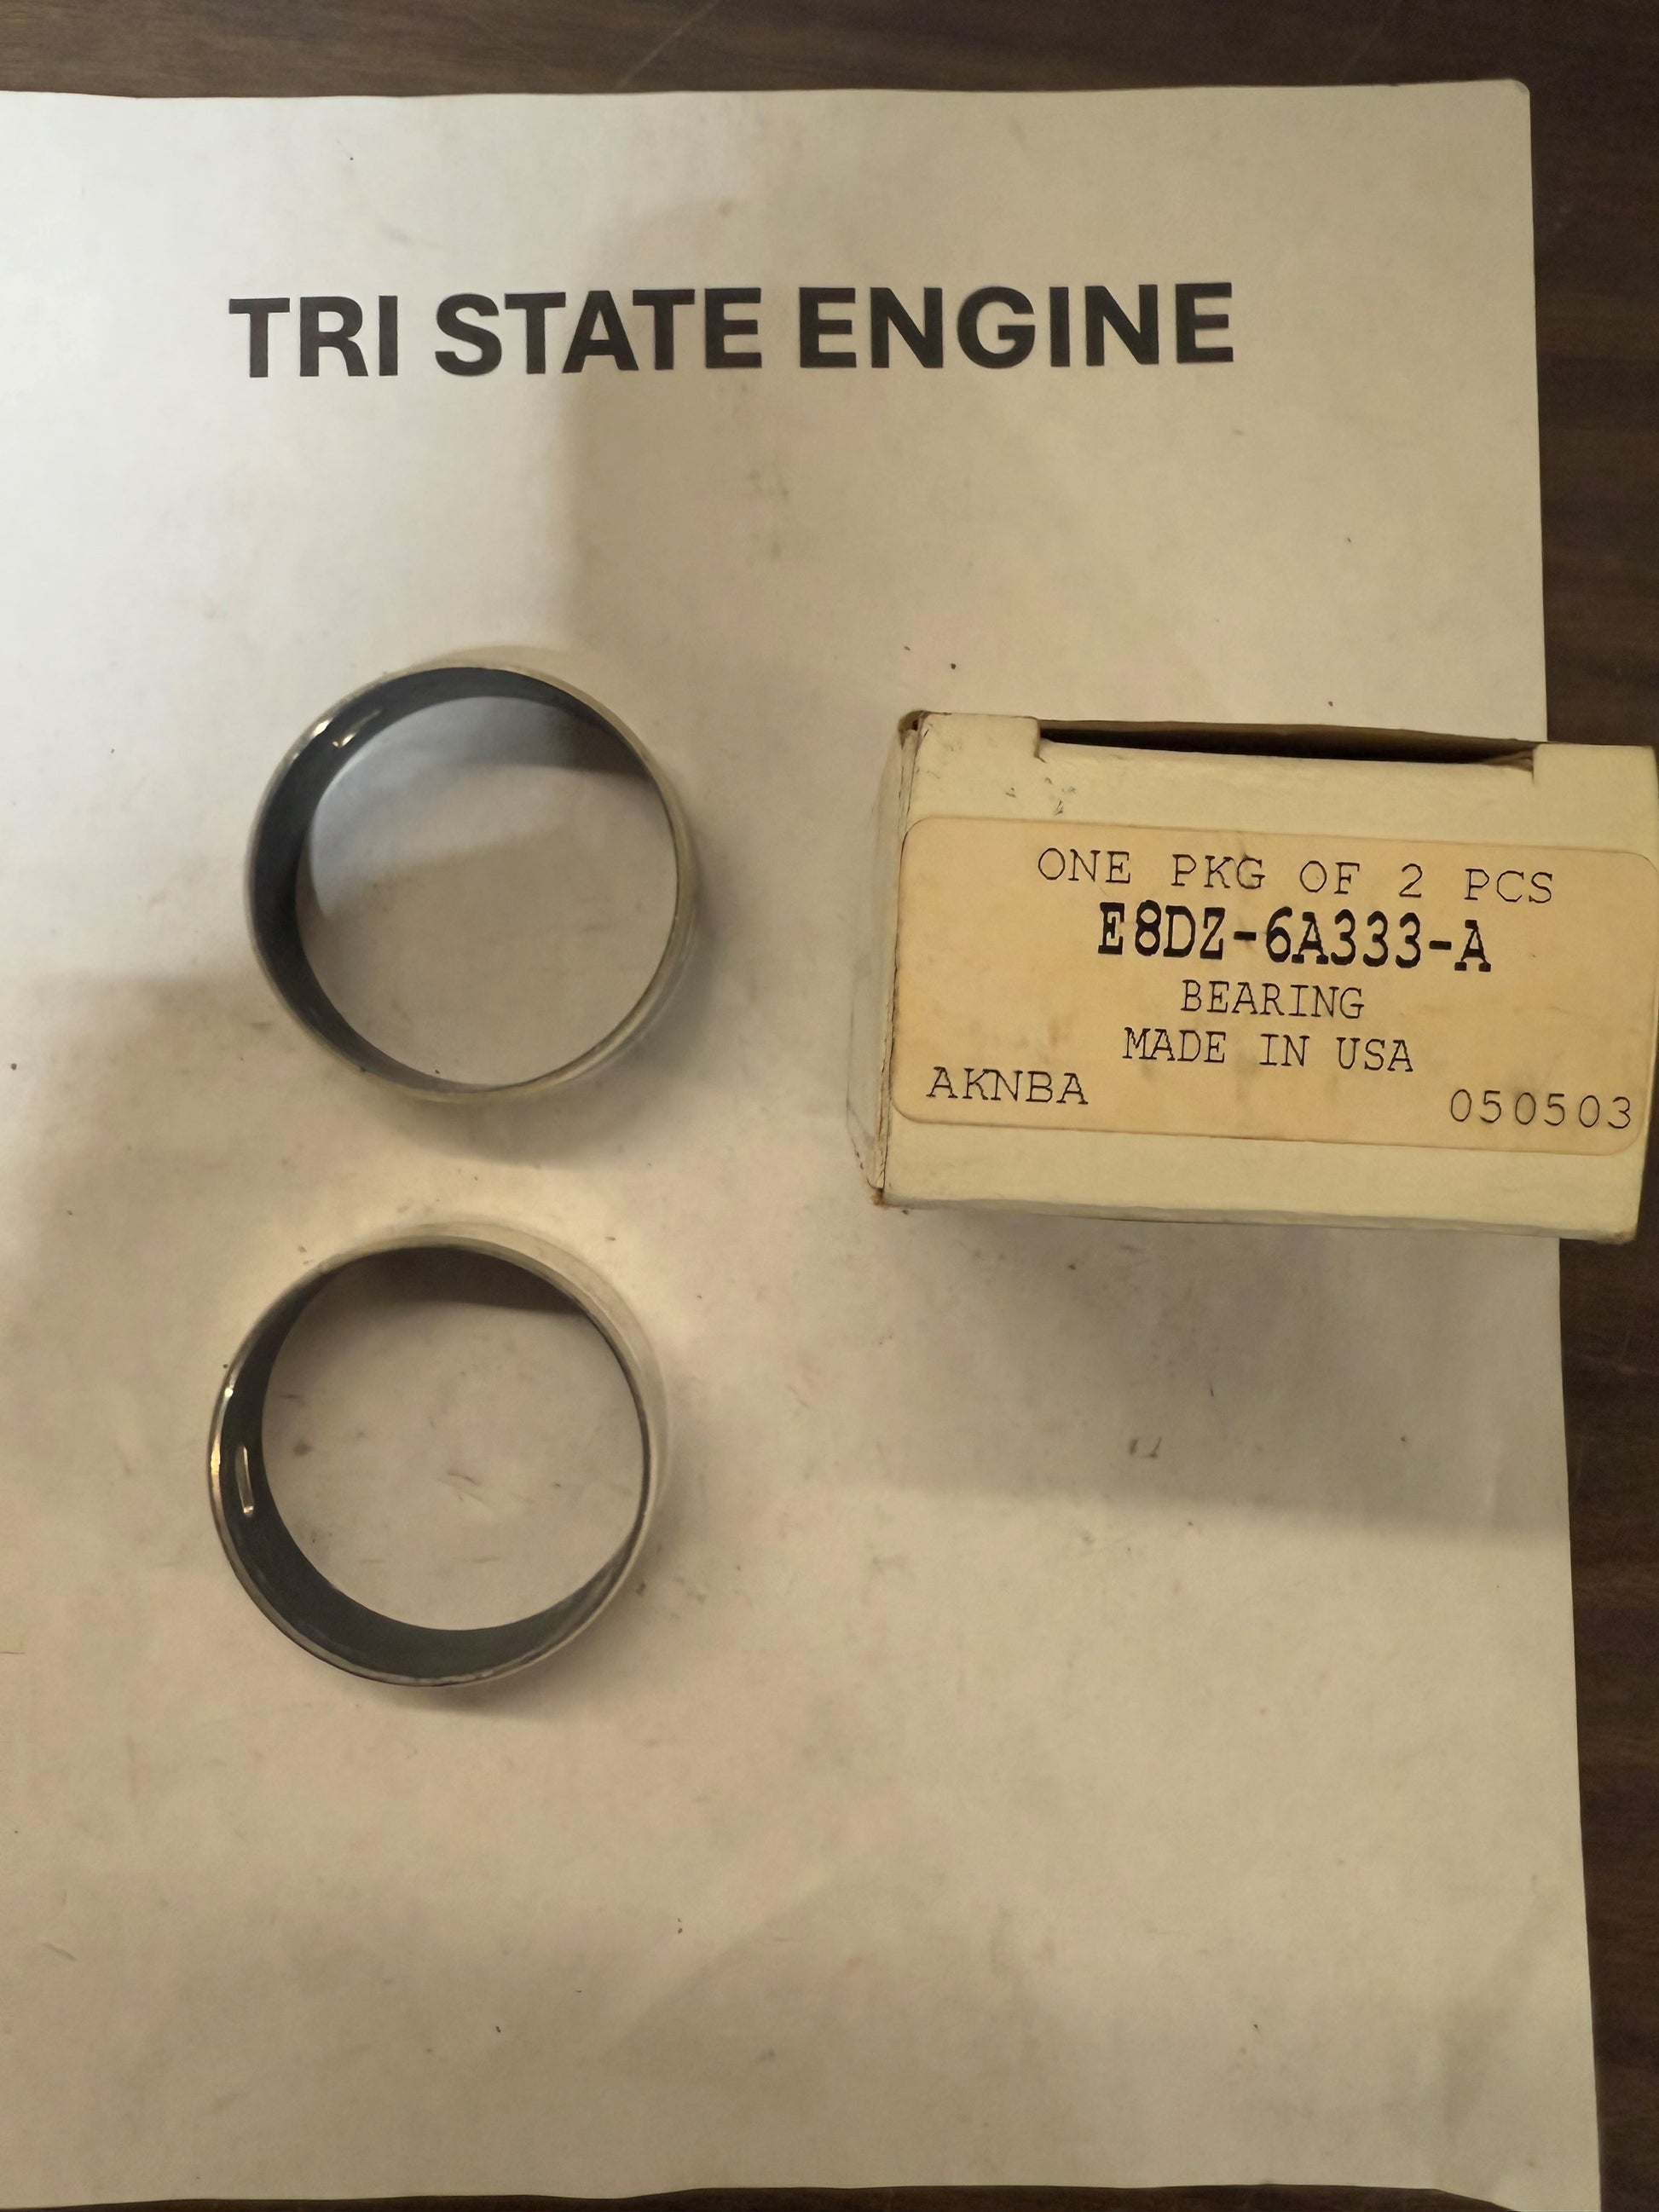 TRI STATE ENGINE
ONE PKG OF 2 PCS
E8DZ-6A333-A
BEARING
MADE IN USA
AKNBA 050503